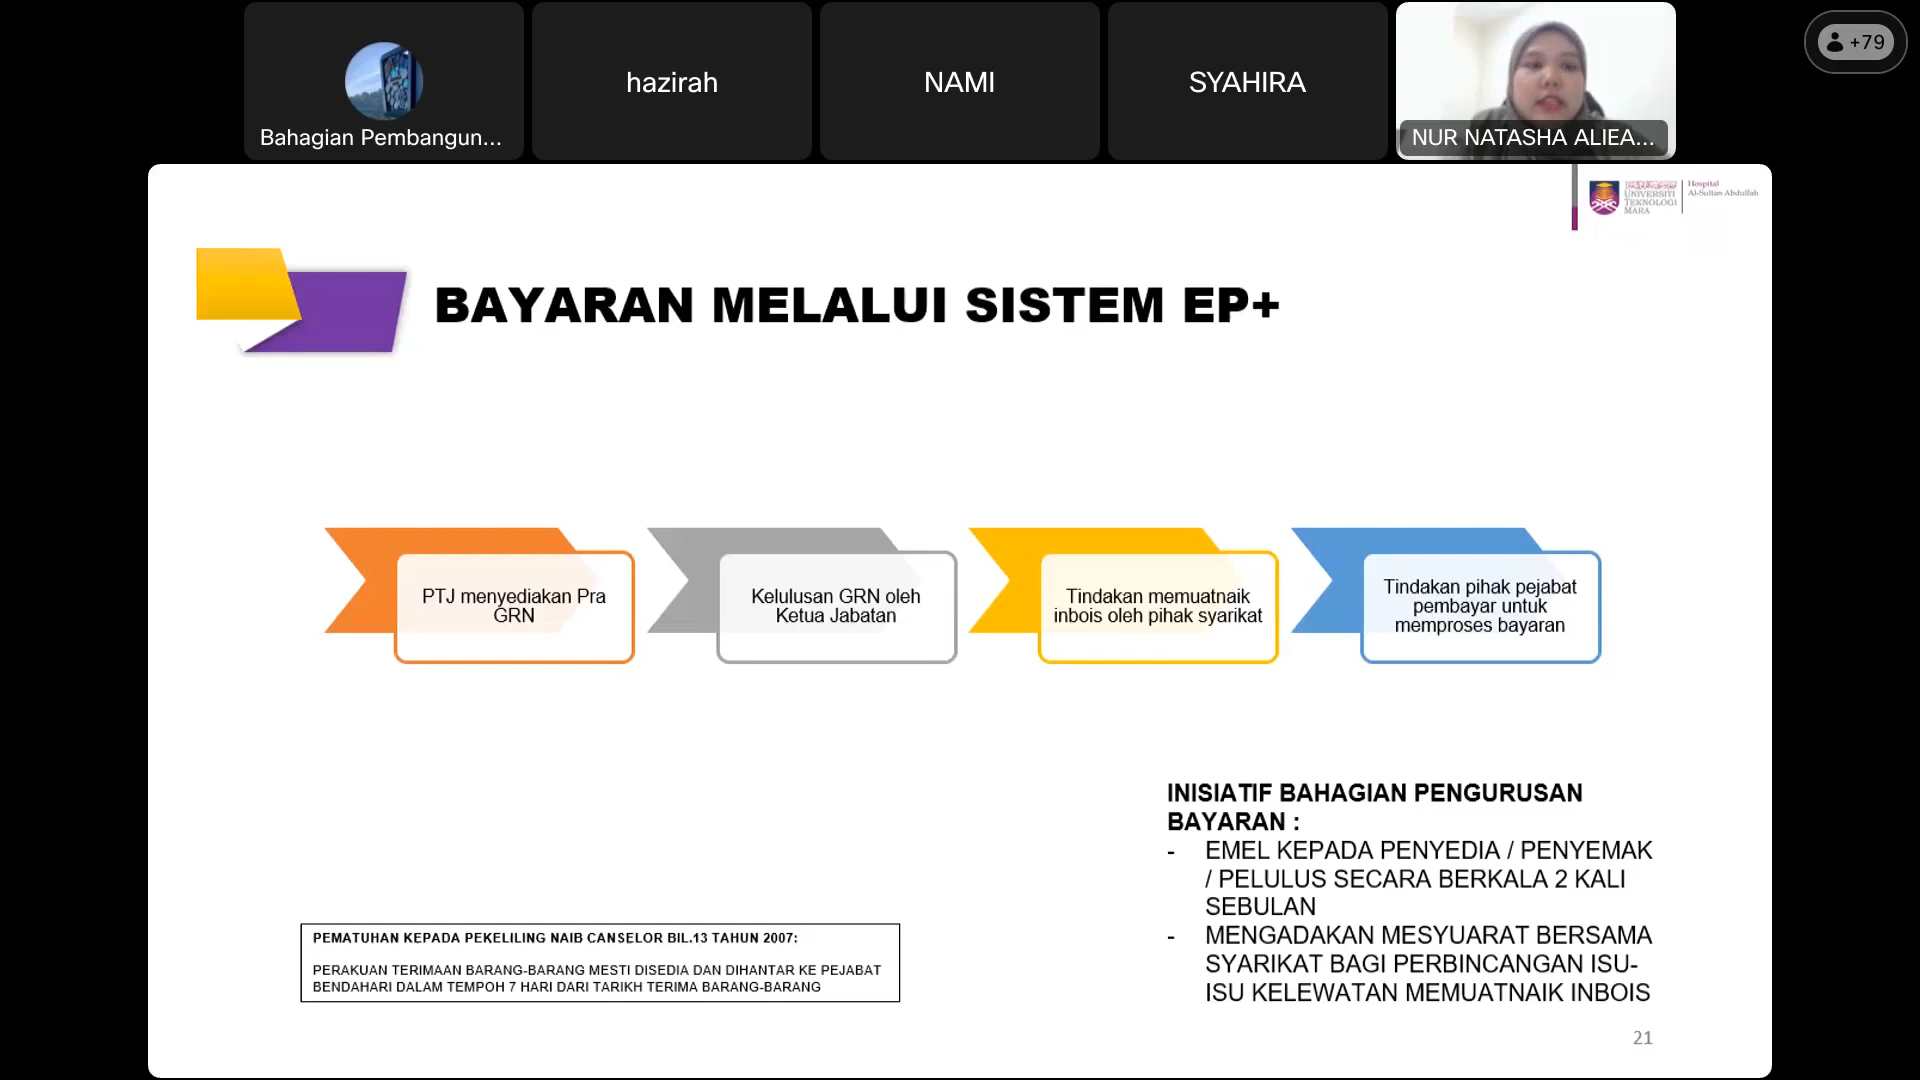 +79
hazirah
NAMI
SYAHIRA
Bahagian Pembangun...
NUR NATASHA ALIEA...
UNIVERSITI
TEKNOLOGI
MARA
Hospital
Al-Sultan Abdullah
BAYARAN MELALUI SISTEM EP+
PTJ menyediakan Pra
GRN
Kelulusan GRN oleh
Ketua Jabatan
Tindakan memuatnaik
inbois oleh pihak syarikat
Tindakan pihak pejabat
pembayar untuk
memproses bayaran
INISIATIF BAHAGIAN PENGURUSAN
BAYARAN :
- EMEL KEPADA PENYEDIA / PENYEMAK
/ PELULUS SECARA BERKALA 2 KALI
SEBULAN
- MENGADAKAN MESYUARAT BERSAMA
SYARIKAT BAGI PERBINCANGAN ISU-
ISU KELEWATAN MEMUATNAIK INBOIS
PEMATUHAN KEPADA PEKELILING NAIB CANSELOR BIL.13 TAHUN 2007:
PERAKUAN TERIMAAN BARANG-BARANG MESTI DISEDIA DAN DIHANTAR KE PEJABAT
BENDAHARI DALAM TEMPOH 7 HARI DARI TARIKH TERIMA BARANG-BARANG
21